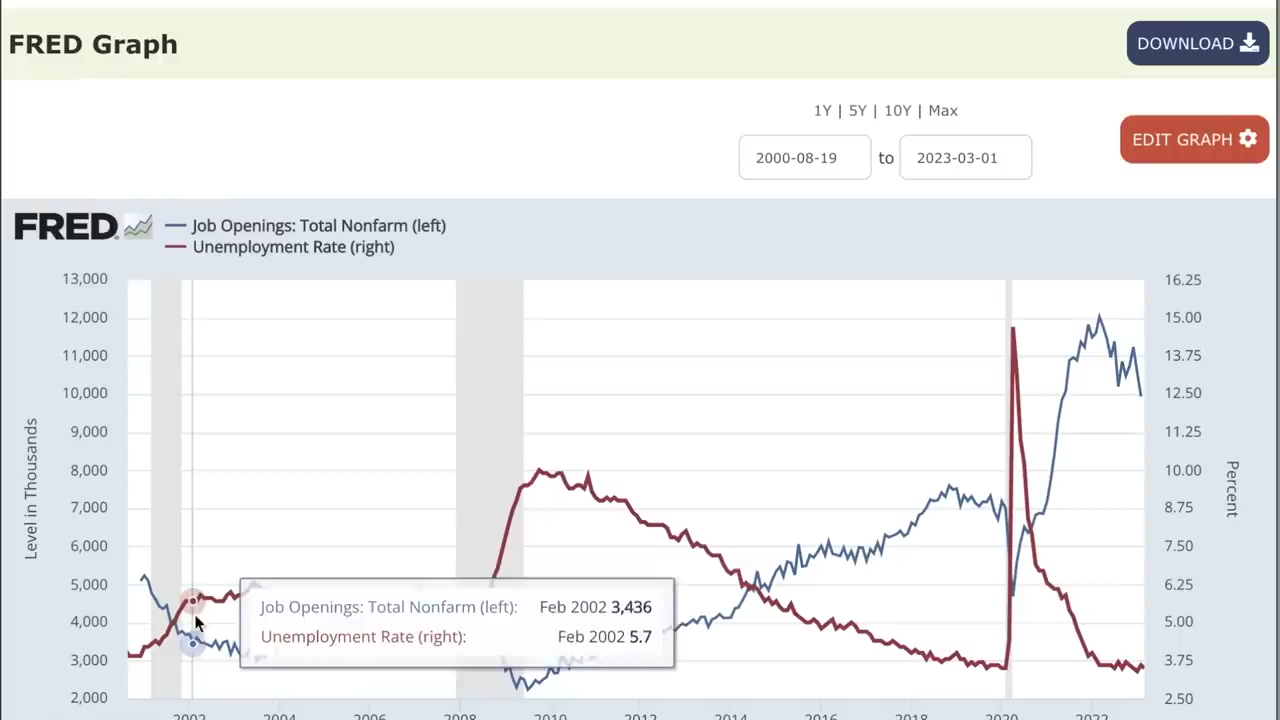 FRED Graph
DOWNLOAD
1Y | 5Y | 10Y | Max
2000-08-19 to 2023-03-01
EDIT GRAPH
FRED
Job Openings: Total Nonfarm (left)
Unemployment Rate (right)
13,000
12,000
11,000
10,000
9,000
8,000
7,000
6,000
5,000
4,000
3,000
2,000
Level in Thousands
16.25
15.00
13.75
12.50
11.25
10.00
8.75
7.50
6.25
5.00
3.75
2.50
Percent
Job Openings: Total Nonfarm (left): Feb 2002 3,436
Unemployment Rate (right): Feb 2002 5.7
2002 2004 2006 2008 2010 2012 2014 2016 2018 2020 2022